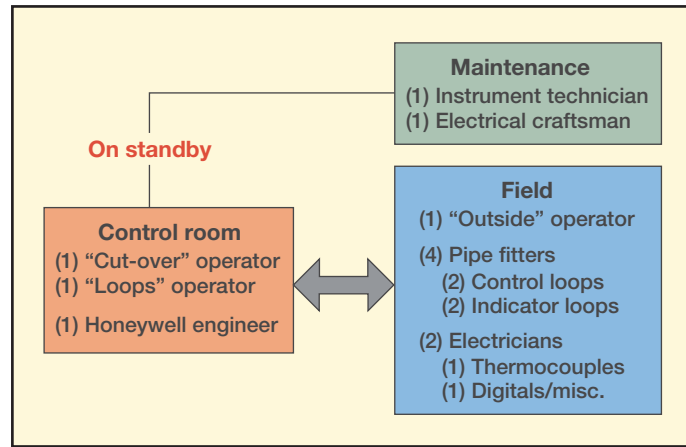 Maintenance
(1) Instrument technician
(1) Electrical craftsman
On standby
Control room
(1) “Cut-over” operator
(1) “Loops” operator
(1) Honeywell engineer
Field
(1) “Outside” operator
(4) Pipe fitters
(2) Control loops
(2) Indicator loops
(2) Electricians
(1) Thermocouples
(1) Digitals/misc.